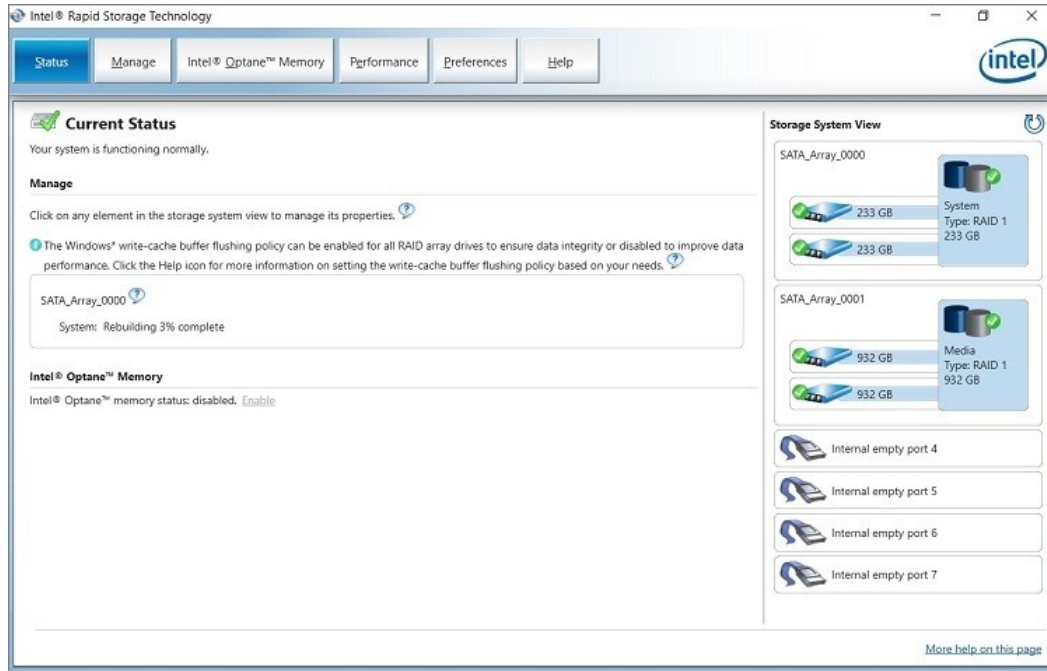 Intel® Rapid Storage Technology
Status
Manage
Intel® Optane™ Memory
Performance
Preferences
Help
intel
Current Status
Your system is functioning normally.
Manage
Click on any element in the storage system view to manage its properties.
The Windows* write-cache buffer flushing policy can be enabled for all RAID array drives to ensure data integrity or disabled to improve data
performance. Click the Help icon for more information on setting the write-cache buffer flushing policy based on your needs.
SATA_Array_0000
System: Rebuilding 3% complete
Intel® Optane™ Memory
Intel® Optane™ memory status: disabled. Enable
Storage System View
SATA_Array_0000
233 GB
233 GB
System
Type: RAID 1
233 GB
SATA_Array_0001
932 GB
932 GB
Media
Type: RAID 1
932 GB
Internal empty port 4
Internal empty port 5
Internal empty port 6
Internal empty port 7
More help on this page